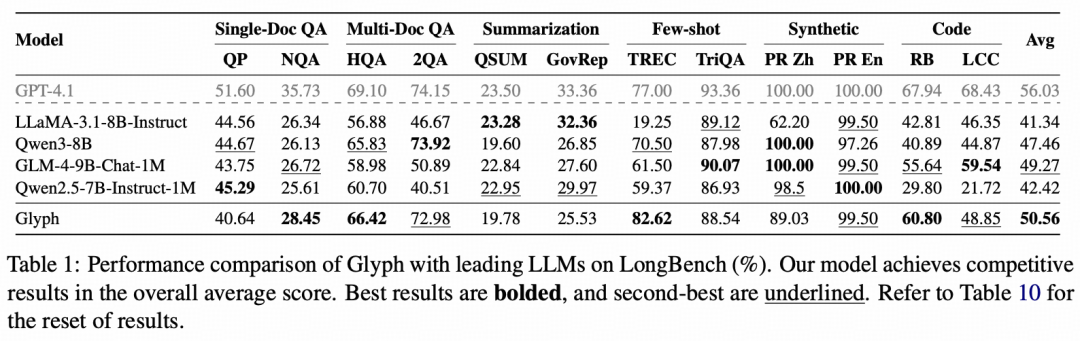 Model Single-Doc QA Multi-Doc QA Summarization Few-shot Synthetic Code Avg
QP NQA HQA 2QA QSUM GovRep TREC TriQA PR Zh PR En RB LCC
GPT-4.1 51.60 35.73 69.10 74.15 23.50 33.36 77.00 93.36 100.00 100.00 67.94 68.43 56.03
LLaMA-3.1-8B-Instruct 44.56 26.34 56.88 46.67 23.28 32.36 19.25 89.12 62.20 99.50 42.81 46.35 41.34
Qwen3-8B 44.67 26.13 65.83 73.92 19.60 26.85 70.50 87.98 100.00 97.26 40.89 44.87 47.46
GLM-4-9B-Chat-1M 43.75 26.72 58.98 50.89 22.84 27.60 61.50 90.07 100.00 99.50 55.64 59.54 49.27
Qwen2.5-7B-Instruct-1M 45.29 25.61 60.70 40.51 22.95 29.97 59.37 86.93 98.5 100.00 29.80 21.72 42.42
Glyph 40.64 28.45 66.42 72.98 19.78 25.53 82.62 88.54 89.03 99.50 60.80 48.85 50.56
Table 1: Performance comparison of Glyph with leading LLMs on LongBench (%). Our model achieves competitive
results in the overall average score. Best results are bolded, and second-best are underlined. Refer to Table 10 for
the reset of results.